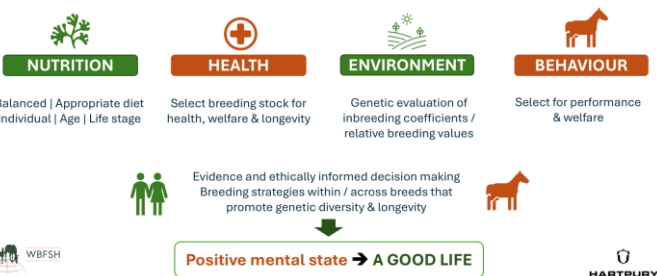 NUTRITION
HEALTH
ENVIRONMENT
BEHAVIOUR
Balanced | Appropriate diet
Individual | Age | Life stage
Select breeding stock for
health, welfare & longevity
Genetic evaluation of
inbreeding coefficients /
relative breeding values
Select for performance
& welfare
Evidence and ethically informed decision making
Breeding strategies within / across breeds that
promote genetic diversity & longevity
Positive mental state ➔ A GOOD LIFE
WBFSH
HARTPURY